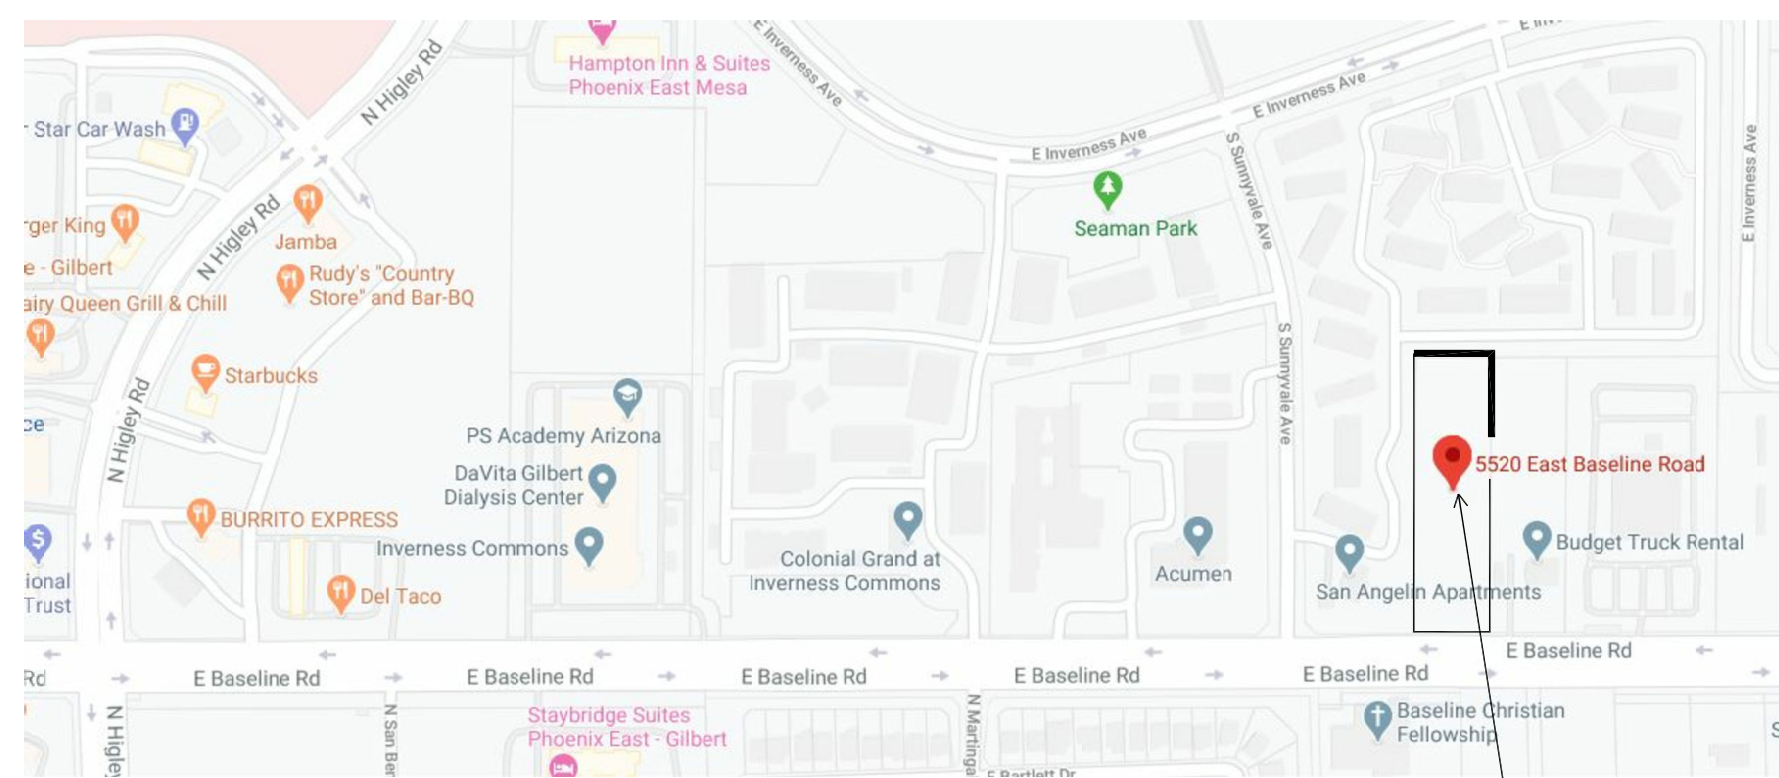 E Inverness Ave
N Higley Rd
Hampton Inn & Suites
Phoenix East Mesa
E Inverness Ave
Star Car Wash
E Inverness Ave
E Inverness Ave
S Sunnyvale Ave
Seaman Park
N Higley Rd
Jamba
rger King
e - Gilbert
Rudy's "Country
Store" and Bar-BQ
airy Queen Grill & Chill
Starbucks
S Sunnyvale Ave
N Higley Rd
ce
PS Academy Arizona
DaVita Gilbert
Dialysis Center
5520 East Baseline Road
BURRITO EXPRESS
Inverness Commons
$
Colonial Grand at
Inverness Commons
Acumen
Budget Truck Rental
San Angelin Apartments
ional
Trust
Del Taco
E Baseline Rd
Rd
E Baseline Rd
E Baseline Rd
E Baseline Rd
E Baseline Rd
E Baseline Rd
N Higley
N San Ber
Staybridge Suites
Phoenix East - Gilbert
N Martinga
Baseline Christian
Fellowship
S
E Bartlett Dr